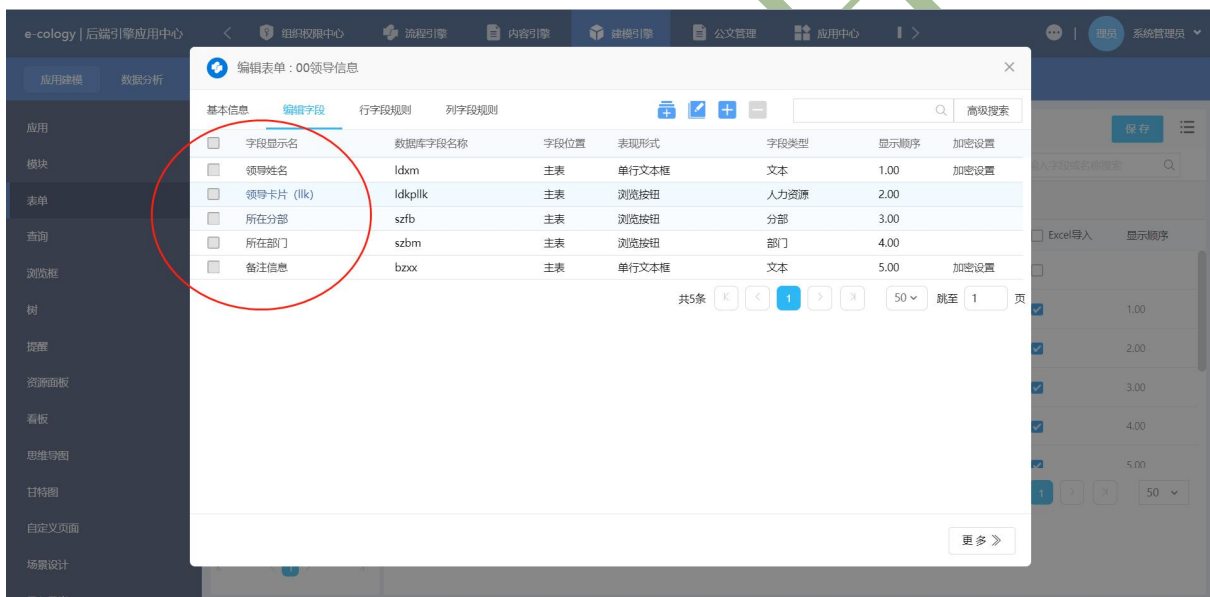 e-cology | 后端引擎应用中心 组织权限中心 流程引擎 内容引擎 建模引擎 公文管理 应用中心 理员 系统管理员
应用建模 数据分析
编辑表单 : 00领导信息
基本信息 编辑字段 行字段规则 列字段规则 高级搜索
字段显示名 数据库字段名称 字段位置 表现形式 字段类型 显示顺序 加密设置
领导姓名 ldxm 主表 单行文本框 文本 1.00 加密设置
领导卡片 (llk) ldkpllk 主表 浏览按钮 人力资源 2.00
所在分部 szfb 主表 浏览按钮 分部 3.00
所在部门 szbm 主表 浏览按钮 部门 4.00
备注信息 bzxx 主表 单行文本框 文本 5.00 加密设置
共5条 1 50 跳至 1 页
更多
应用
模块
表单
查询
浏览框
树
提醒
资源面板
看板
思维导图
甘特图
自定义页面
场景设计
保存
Excel导入 显示顺序
1.00
2.00
3.00
4.00
5.00
1 50
1